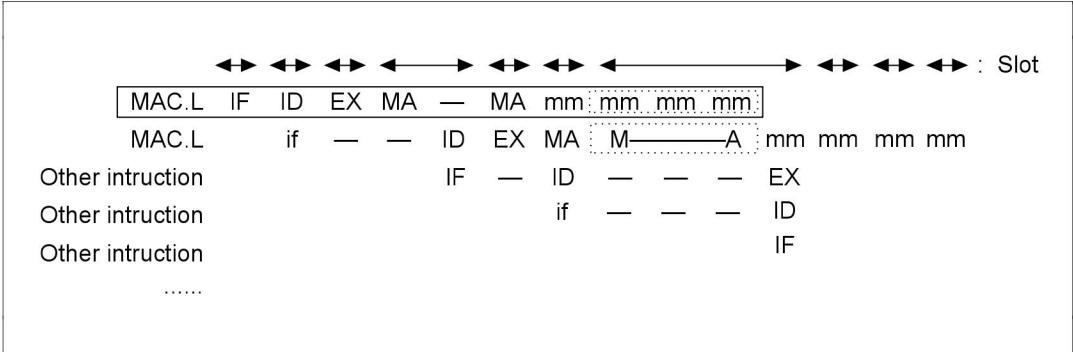 : Slot
MAC.L IF ID EX MA — MA mm mm mm mm
MAC.L if — — ID EX MA M———A mm mm mm mm
Other intruction IF — ID — — — EX
Other intruction if — — — ID
Other intruction IF
......